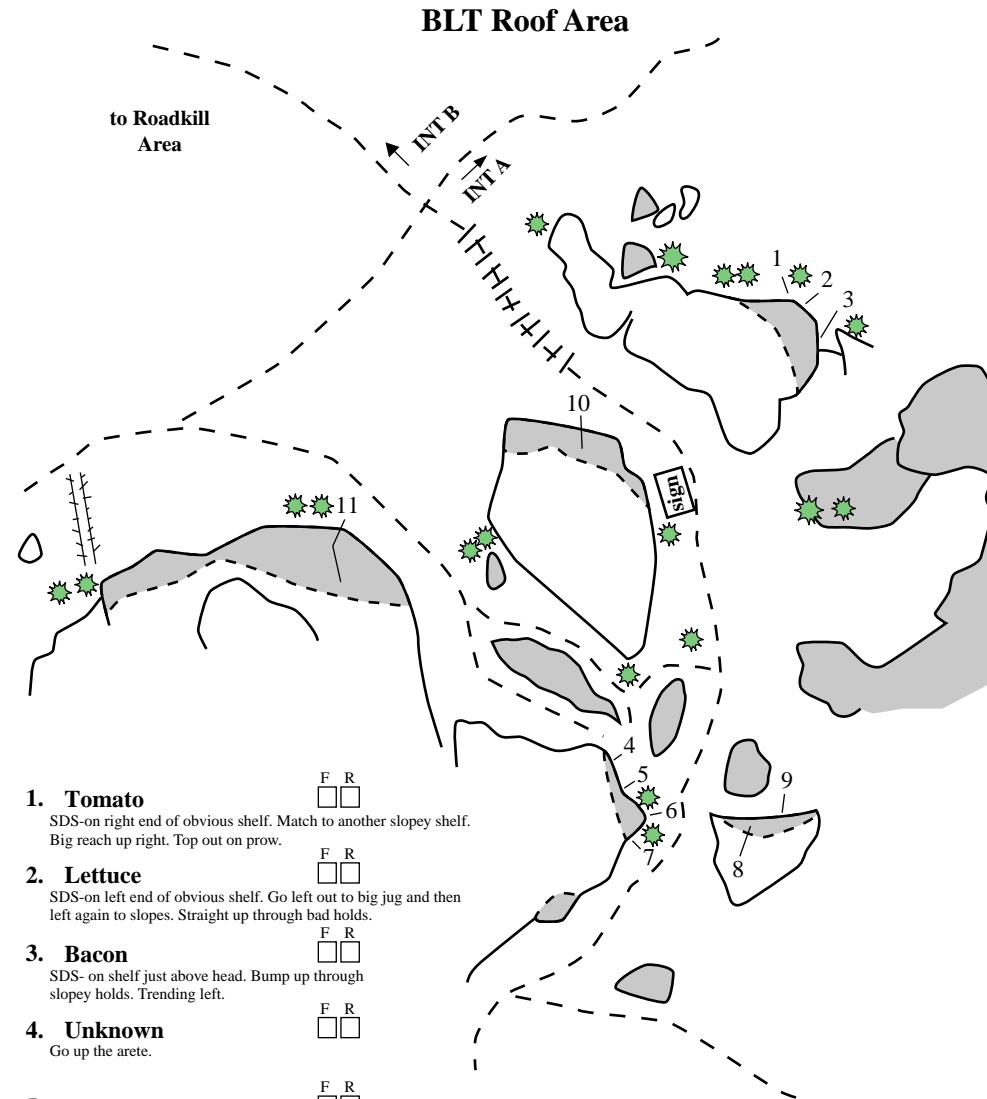 BLT Roof Area
to Roadkill
Area
INT B
INT A
1
2
3
10
sign
11
4
5
6
7
9
8
F R
1. Tomato
SDS-on right end of obvious shelf. Match to another slopey shelf.
Big reach up right. Top out on prow.
F R
2. Lettuce
SDS-on left end of obvious shelf. Go left out to big jug and then
left again to slopes. Straight up through bad holds.
F R
3. Bacon
SDS- on shelf just above head. Bump up through
slopey holds. Trending left.
F R
4. Unknown
Go up the arete.
F R